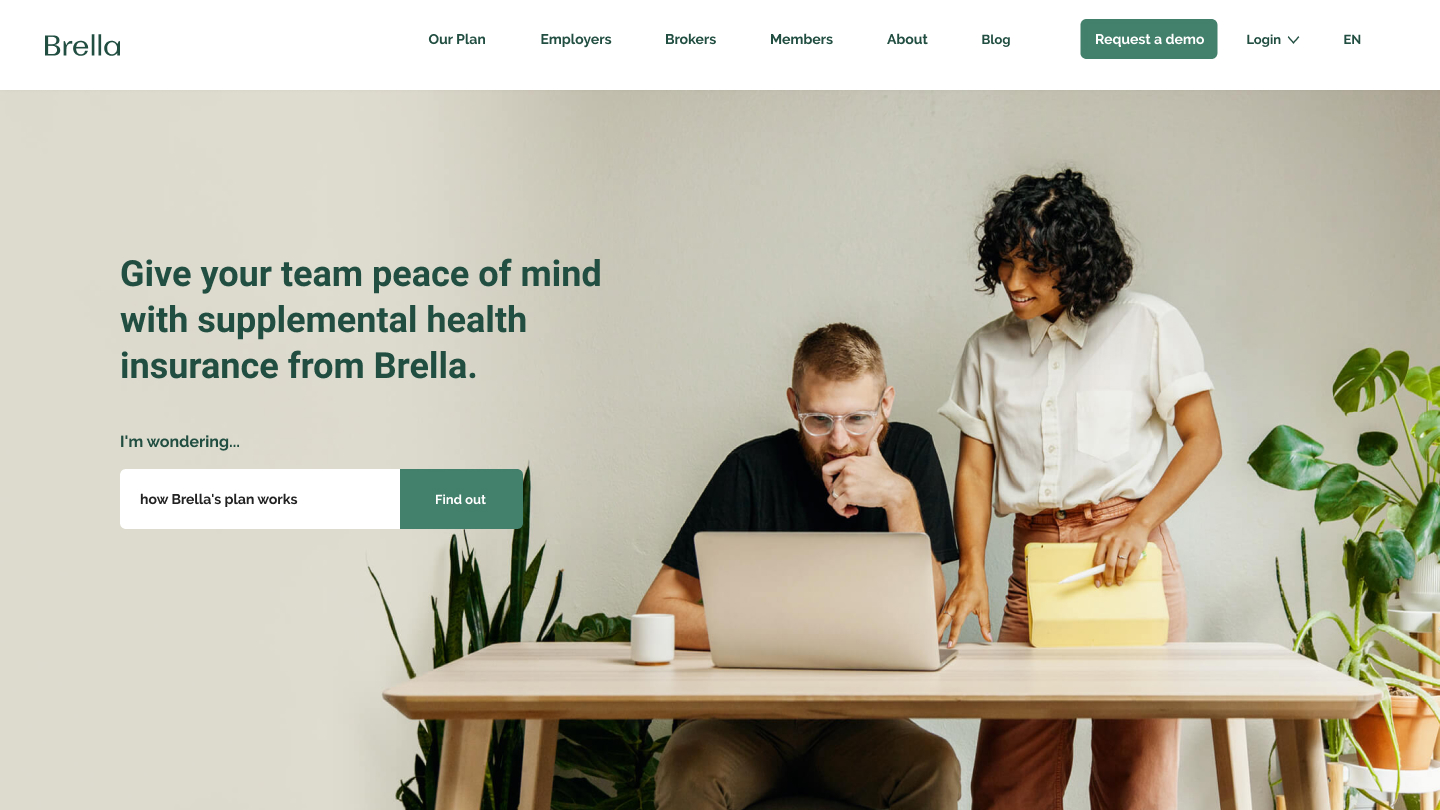 Brella
Our Plan
Employers
Brokers
Members
About
Blog
Request a demo
Login
EN
Give your team peace of mind
with supplemental health
insurance from Brella.
I'm wondering...
how Brella's plan works
Find out